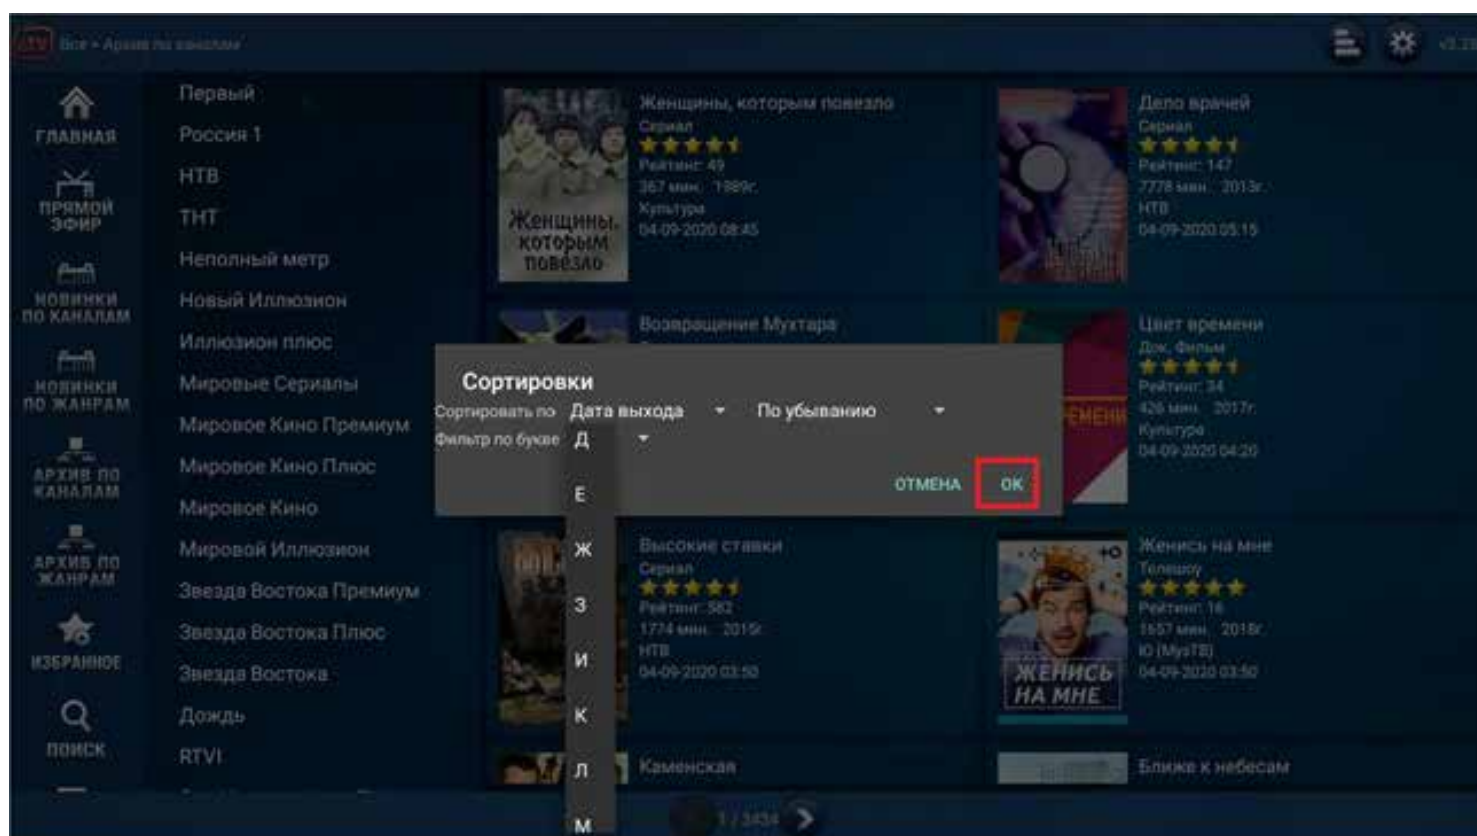 Все » Архив по каналам
ГЛАВНАЯ
ПРЯМОЙ
ЭФИР
НОВИНКИ
ПО КАНАЛАМ
НОВИНКИ
ПО ЖАНРАМ
АРХИВ ПО
КАНАЛАМ
АРХИВ ПО
ЖАНРАМ
ИЗБРАННОЕ
ПОИСК
Первый
Россия 1
НТВ
ТНТ
Неполный метр
Новый Иллюзион
Иллюзион плюс
Мировые Сериалы
Мировое Кино Премиум
Мировое Кино Плюс
Мировое Кино
Мировой Иллюзион
Звезда Востока Премиум
Звезда Востока Плюс
Звезда Востока
Дождь
RTVI
Женщины,
которым
повезло
Женщины, которым повезло
Сериал
Рейтинг: 49
367 мин. 1989г.
Культура
04-09-2020 08:45
Дело врачей
Сериал
Рейтинг: 147
7778 мин. 2013г.
НТВ
04-09-2020 05:15
Возвращение Мухтара
Цвет времени
Док. Фильм
Рейтинг: 34
426 мин. 2017г.
Культура
04-09-2020 04:20
Сортировки
Сортировать по Дата выхода По убыванию
Фильтр по букве Д
ОТМЕНА OK
Е
Ж
З
И
К
Л
М
Высокие ставки
Сериал
Рейтинг: 582
1774 мин. 2015г.
НТВ
04-09-2020 03:50
ЖЕНИСЬ
НА МНЕ
Женись на мне
Телешоу
Рейтинг: 16
1657 мин. 2018г.
Ю (МузТВ)
04-09-2020 03:50
Каменская
Ближе к небесам
1 / 3434